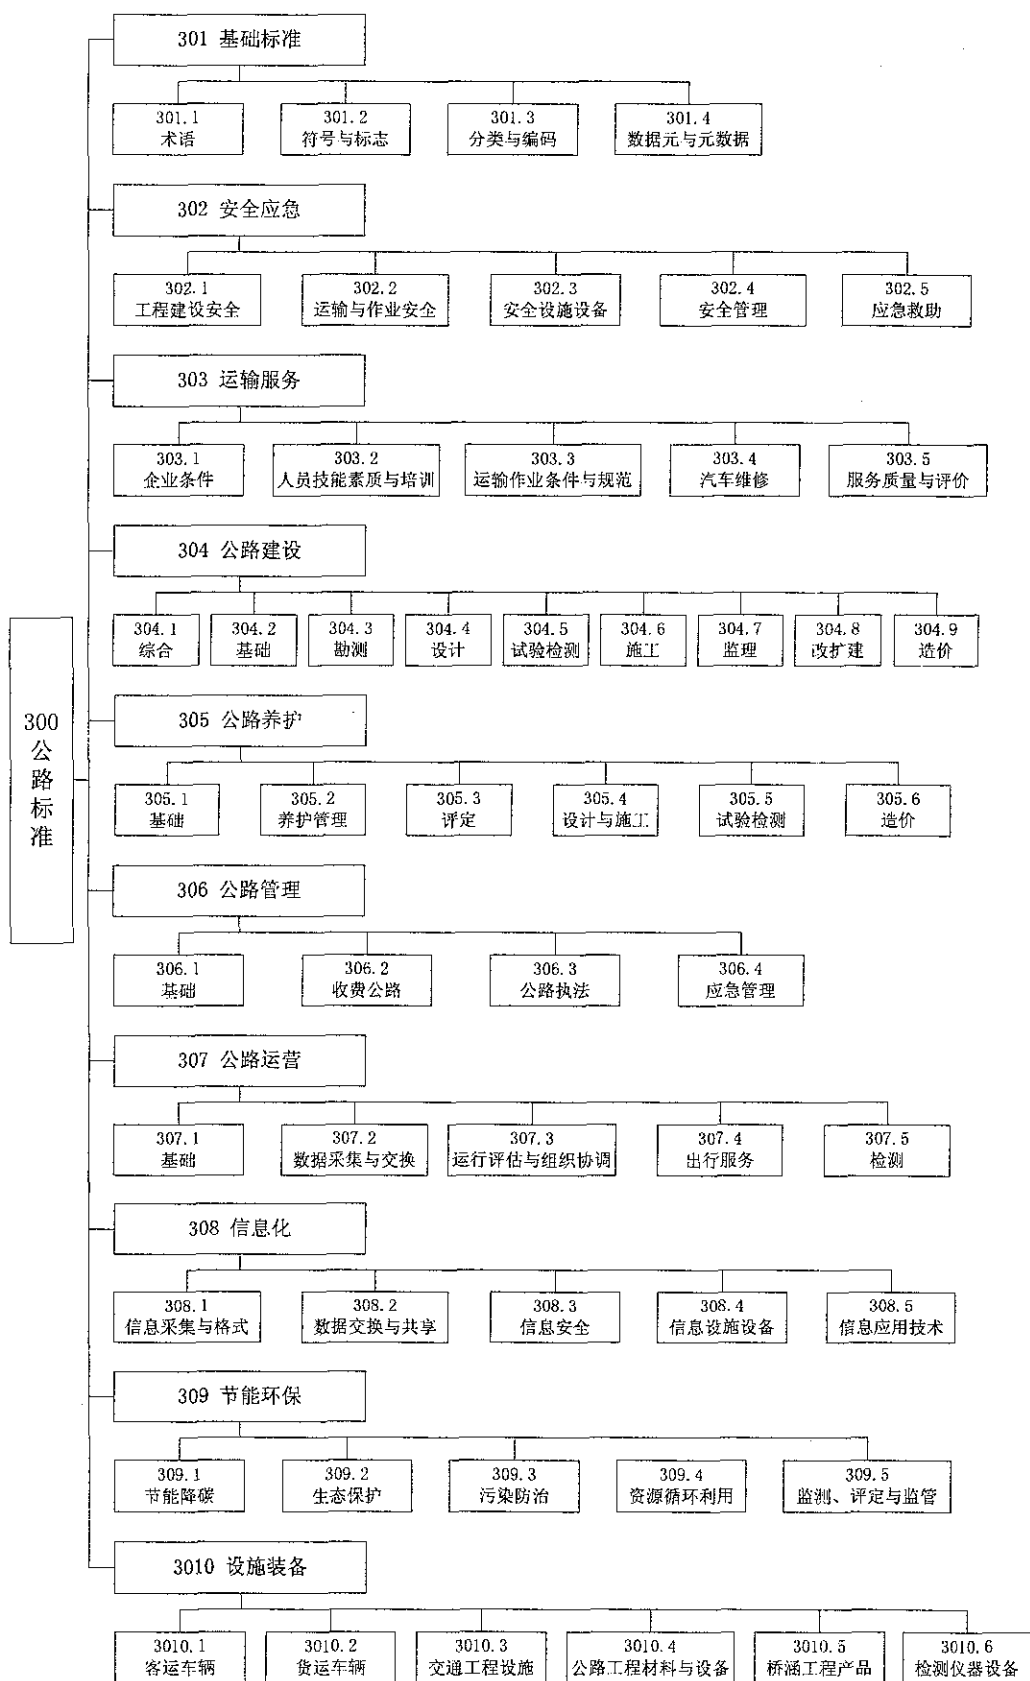 301 基础标准
301.1
术语
301.2
符号与标志
301.3
分类与编码
301.4
数据元与元数据
302 安全应急
302.1
工程建设安全
302.2
运输与作业安全
302.3
安全设施设备
302.4
安全管理
302.5
应急救助
303 运输服务
303.1
企业条件
303.2
人员技能素质与培训
303.3
运输作业条件与规范
303.4
汽车维修
303.5
服务质量与评价
304 公路建设
304.1
综合
304.2
基础
304.3
勘测
304.4
设计
304.5
试验检测
304.6
施工
304.7
监理
304.8
改扩建
304.9
造价
300
公
路
标
准
305 公路养护
305.1
基础
305.2
养护管理
305.3
评定
305.4
设计与施工
305.5
试验检测
305.6
造价
306 公路管理
306.1
基础
306.2
收费公路
306.3
公路执法
306.4
应急管理
307 公路运营
307.1
基础
307.2
数据采集与交换
307.3
运行评估与组织协调
307.4
出行服务
307.5
检测
308 信息化
308.1
信息采集与格式
308.2
数据交换与共享
308.3
信息安全
308.4
信息设施设备
308.5
信息应用技术
309 节能环保
309.1
节能降碳
309.2
生态保护
309.3
污染防治
309.4
资源循环利用
309.5
监测、评定与监管
3010 设施装备
3010.1
客运车辆
3010.2
货运车辆
3010.3
交通工程设施
3010.4
公路工程材料与设备
3010.5
桥涵工程产品
3010.6
检测仪器设备